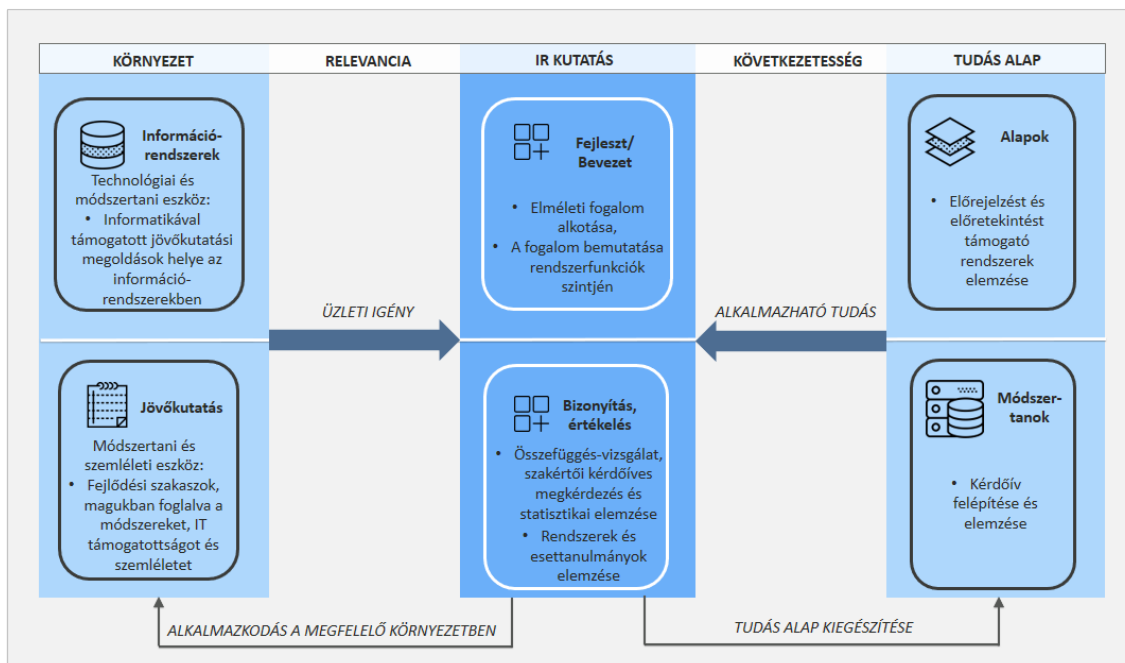 KÖRNYEZET
RELEVANCIA
IR KUTATÁS
KÖVETKEZETESSÉG
TUDÁS ALAP
Információ-
rendszerek
Technológiai és
módszertani eszköz:
• Informatikával
támogatott jövőkutatási
megoldások helye az
információ-
rendszerekben
Jövőkutatás
Módszertani és
szemléleti eszköz:
• Fejlődési szakaszok,
magukban foglalva a
módszereket, IT
támogatottságot és
szemléletet
ÜZLETI IGÉNY
Fejleszt/
Bevezet
• Elméleti fogalom
alkotása,
• A fogalom bemutatása
rendszerfunkciók
szintjén
Bizonyítás,
értékelés
• Összefüggés-vizsgálat,
szakértői kérdőíves
megkérdezés és
statisztikai elemzése
• Rendszerek és
esettanulmányok
elemzése
ALKALMAZHATÓ TUDÁS
Alapok
• Előrejelzést és
előretekintést
támogató
rendszerek
elemzése
Módszer-
tanok
• Kérdőív
felépítése és
elemzése
ALKALMAZKODÁS A MEGFELELŐ KÖRNYEZETBEN
TUDÁS ALAP KIEGÉSZÍTÉSE